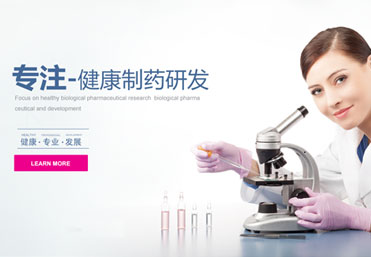 专注-健康制药研发
Focus on healthy biological pharmaceutical research biological pharma
ceutical and development
健康·专业·发展
LEARN MORE